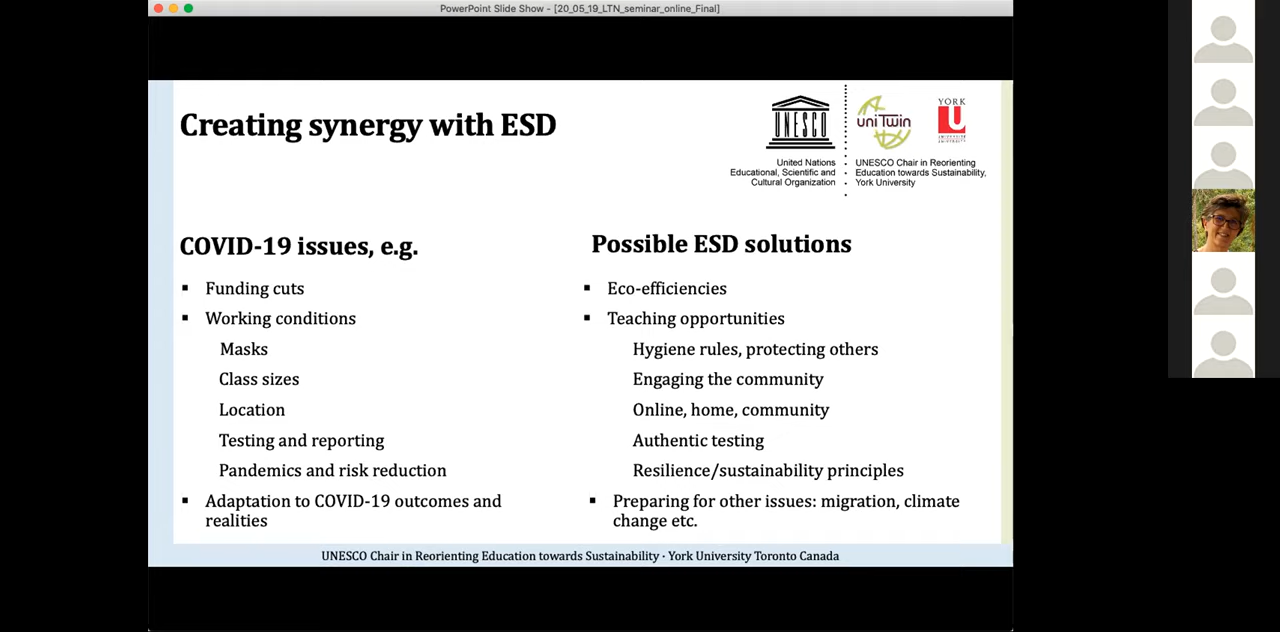 PowerPoint Slide Show - [20_05_19_LTN_seminar_online_Final]
Creating synergy with ESD
UNESCO
uniTwin
YORK
U
United Nations
Educational, Scientific and
Cultural Organization
UNESCO Chair in Reorienting
Education towards Sustainability,
York University
COVID-19 issues, e.g.
▪ Funding cuts
▪ Working conditions
Masks
Class sizes
Location
Testing and reporting
Pandemics and risk reduction
▪ Adaptation to COVID-19 outcomes and
realities
Possible ESD solutions
▪ Eco-efficiencies
▪ Teaching opportunities
Hygiene rules, protecting others
Engaging the community
Online, home, community
Authentic testing
Resilience/sustainability principles
▪ Preparing for other issues: migration, climate
change etc.
UNESCO Chair in Reorienting Education towards Sustainability · York University Toronto Canada